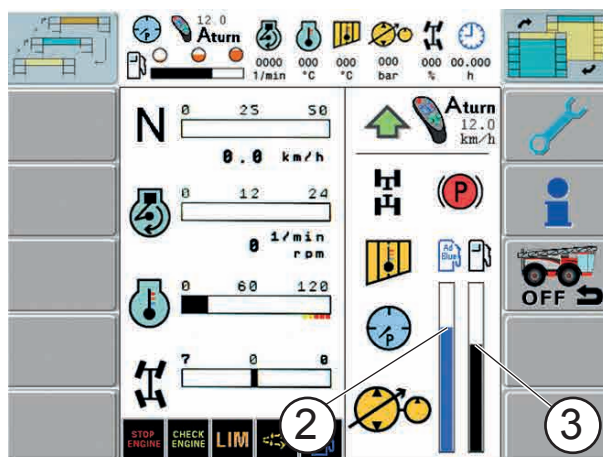 12.0
Aturn
P
0000
1/min
000
°C
000
°C
000
bar
000
%
00.000
h
N
0 25 50
0.0 km/h
0 12 24
0 1/min
rpm
0 60 120
7 0 0
Aturn
12.0
km/h
(P)
Ad
Blue
P
OFF
2
3
STOP
ENGINE
CHECK
ENGINE
LIM